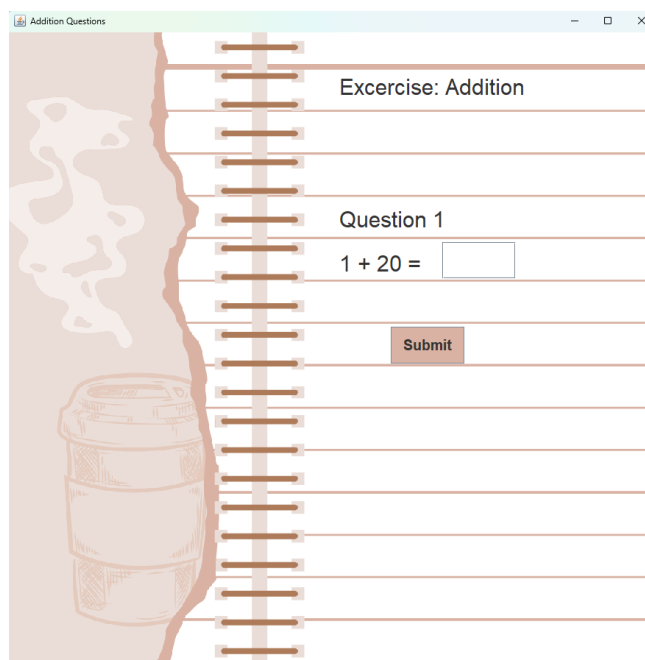 Addition Questions
Excercise: Addition
Question 1
1 + 20 =
Submit